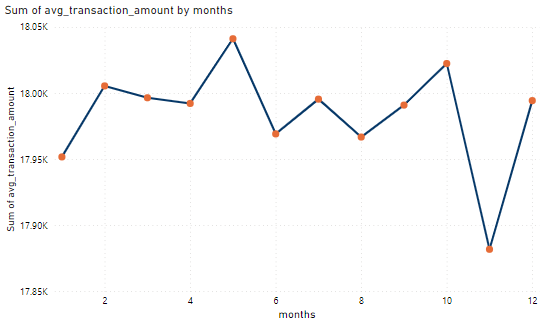 Sum of avg_transaction_amount by months
18.05K
18.00K
17.95K
17.90K
17.85K
Sum of avg_transaction_amount
2 4 6 8 10 12
months